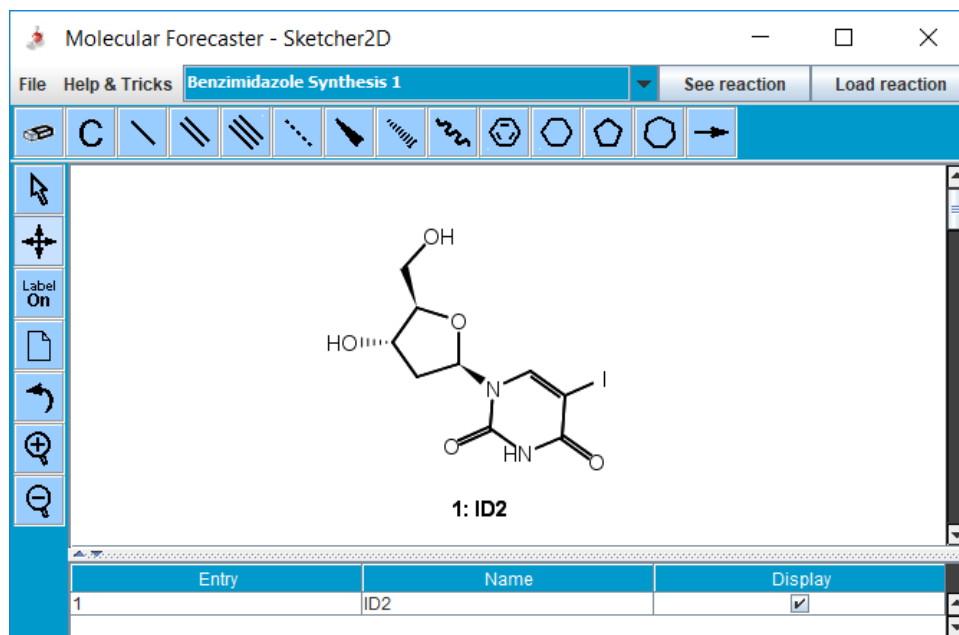 Molecular Forecaster - Sketcher2D
File Help & Tricks Benzimidazole Synthesis 1 See reaction Load reaction
C
Label
On
OH
O
HO
N
I
O
HN
O
1: ID2
Entry Name Display
1 ID2